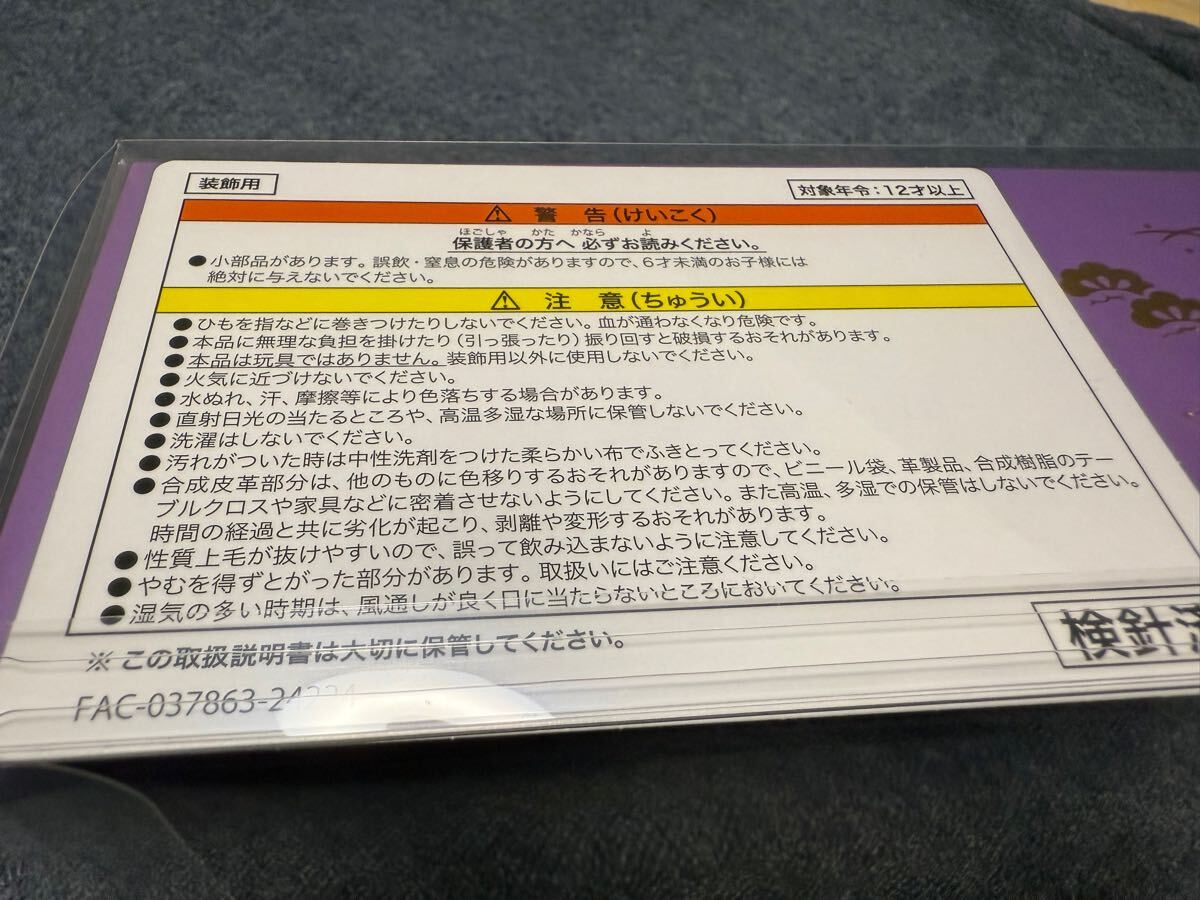 装飾用
対象年令：12才以上
⚠ 警 告（けいこく）
ほごしゃ かた かなら よ
保護者の方へ 必ずお読みください。
●小部品があります。誤飲・窒息の危険がありますので、6才未満のお子様には
絶対に与えないでください。
⚠ 注 意（ちゅうい）
●ひもを指などに巻きつけたりしないでください。血が通わなくなり危険です。
●本品に無理な負担を掛けたり（引っ張ったり）振り回すと破損するおそれがあります。
●本品は玩具ではありません。装飾用以外に使用しないでください。
●火気に近づけないでください。
●水ぬれ、汗、摩擦等により色落ちする場合があります。
●直射日光の当たるところや、高温多湿な場所に保管しないでください。
●洗濯はしないでください。
●汚れがついた時は中性洗剤をつけた柔らかい布でふきとってください。
●合成皮革部分は、他のものに色移りするおそれがありますので、ビニール袋、革製品、合成樹脂のテー
ブルクロスや家具などに密着させないようにしてください。また高温、多湿での保管はしないでください。
時間の経過と共に劣化が起こり、剥離や変形するおそれがあります。
●性質上毛が抜けやすいので、誤って飲み込まないように注意してください。
●やむを得ずとがった部分があります。取扱いにはご注意ください。
●湿気の多い時期は、風通しが良く日に当たらないところにおいてください。
※この取扱説明書は大切に保管してください。
検針済
FAC-037863-24